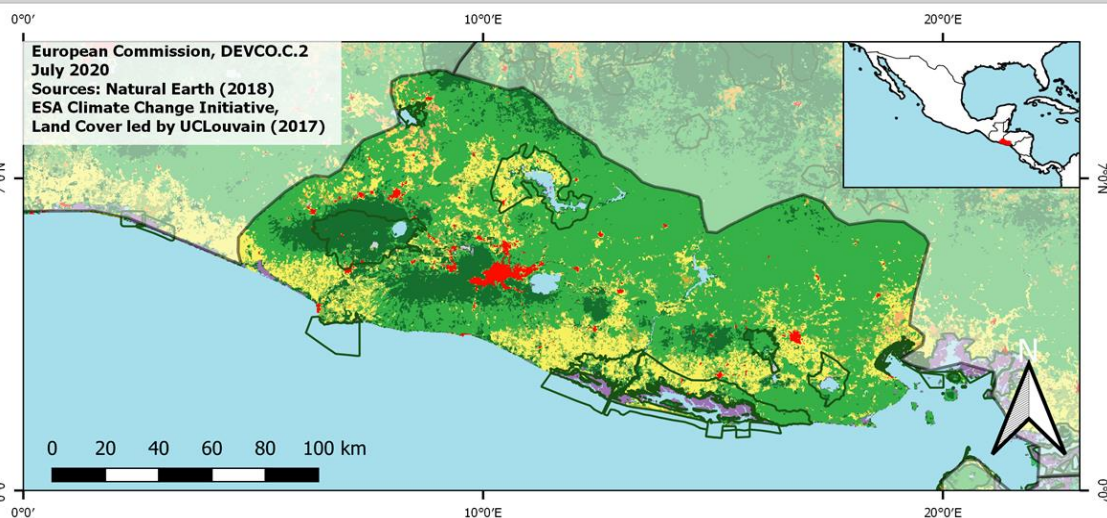 0°0′ 10°0′E 20°0′E
European Commission, DEVCO.C.2
July 2020
Sources: Natural Earth (2018)
ESA Climate Change Initiative,
Land Cover led by UCLouvain (2017)
N
0 20 40 60 80 100 km
0°0′ 10°0′E 20°0′E